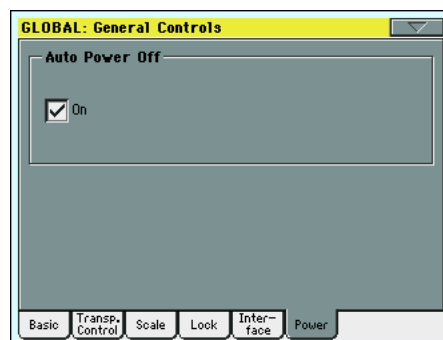 GLOBAL: General Controls
Auto Power Off
On
Basic
Transp.
Control
Scale
Lock
Inter-
face
Power